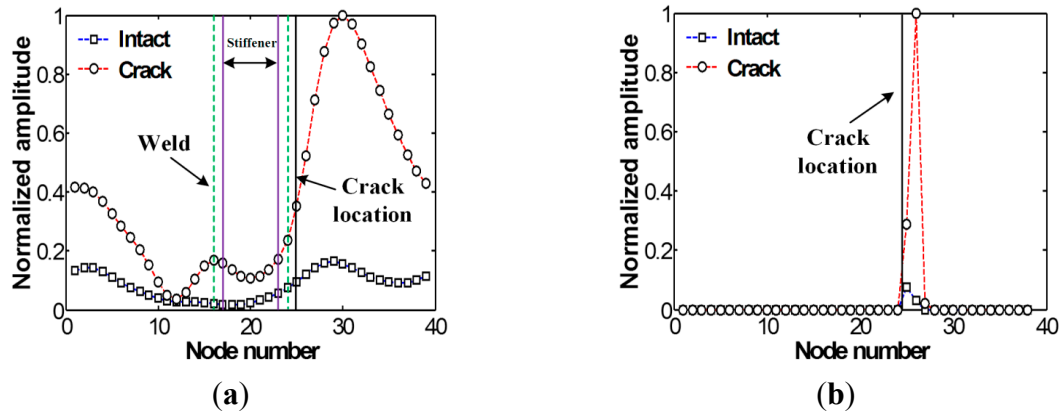 Normalized amplitude
1
0.8
0.6
0.4
0.2
0
0 10 20 30 40
Node number
Intact
Crack
Stiffener
Weld
Crack
location
(a)
Normalized amplitude
1
0.8
0.6
0.4
0.2
0
0 10 20 30 40
Node number
Intact
Crack
Crack
location
(b)